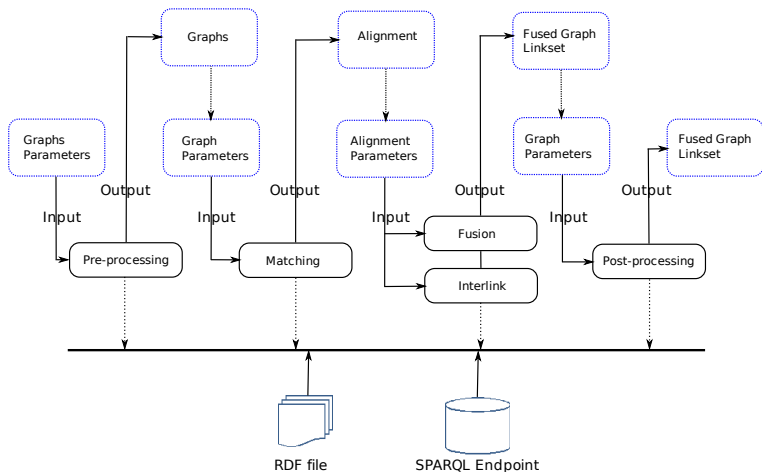 Graphs
Alignment
Fused Graph
Linkset
Graphs
Parameters
Graph
Parameters
Alignment
Parameters
Graph
Parameters
Fused Graph
Linkset
Output
Output
Output
Output
Input
Input
Input
Input
Pre-processing
Matching
Fusion
Interlink
Post-processing
RDF file
SPARQL Endpoint